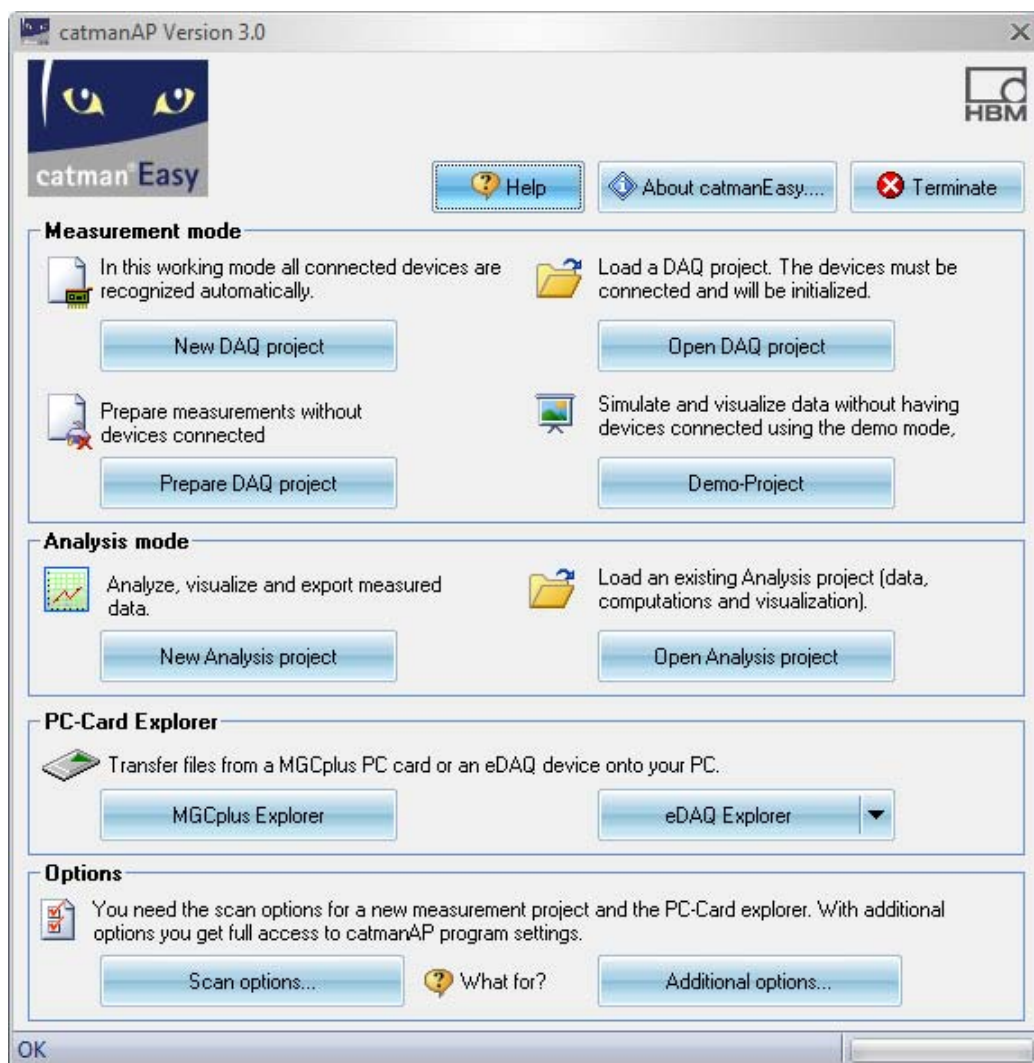 catmanAP Version 3.0
catman®Easy
HBM
Help
About catmanEasy....
Terminate
Measurement mode
In this working mode all connected devices are
recognized automatically.
New DAQ project
Load a DAQ project. The devices must be
connected and will be initialized.
Open DAQ project
Prepare measurements without
devices connected
Prepare DAQ project
Simulate and visualize data without having
devices connected using the demo mode,
Demo-Project
Analysis mode
Analyze, visualize and export measured
data.
New Analysis project
Load an existing Analysis project (data,
computations and visualization).
Open Analysis project
PC-Card Explorer
Transfer files from a MGCplus PC card or an eDAQ device onto your PC.
MGCplus Explorer
eDAQ Explorer
Options
You need the scan options for a new measurement project and the PC-Card explorer. With additional
options you get full access to catmanAP program settings.
Scan options...
What for?
Additional options...
OK